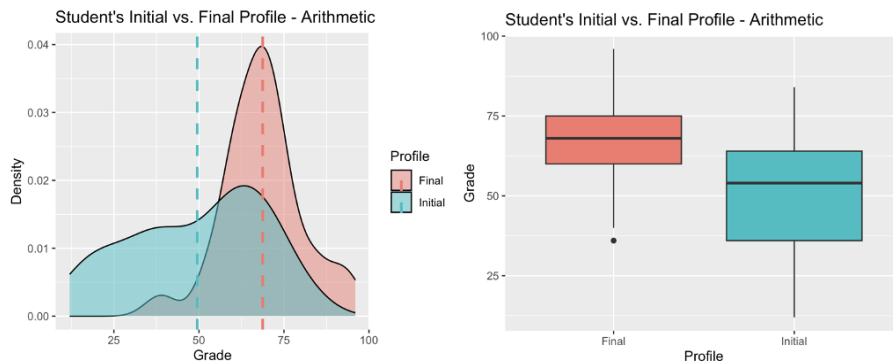 Student's Initial vs. Final Profile - Arithmetic
0.04
0.03
0.02
0.01
0.00
Density
25
50
75
100
Grade
Profile
Final
Initial
Student's Initial vs. Final Profile - Arithmetic
100
75
50
25
Grade
Final
Initial
Profile